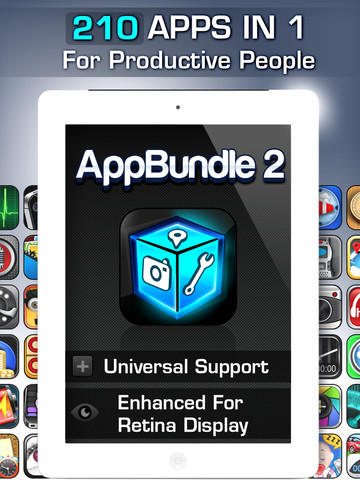 210 APPS IN 1
For Productive People
AppBundle 2
Universal Support
Enhanced For
Retina Display